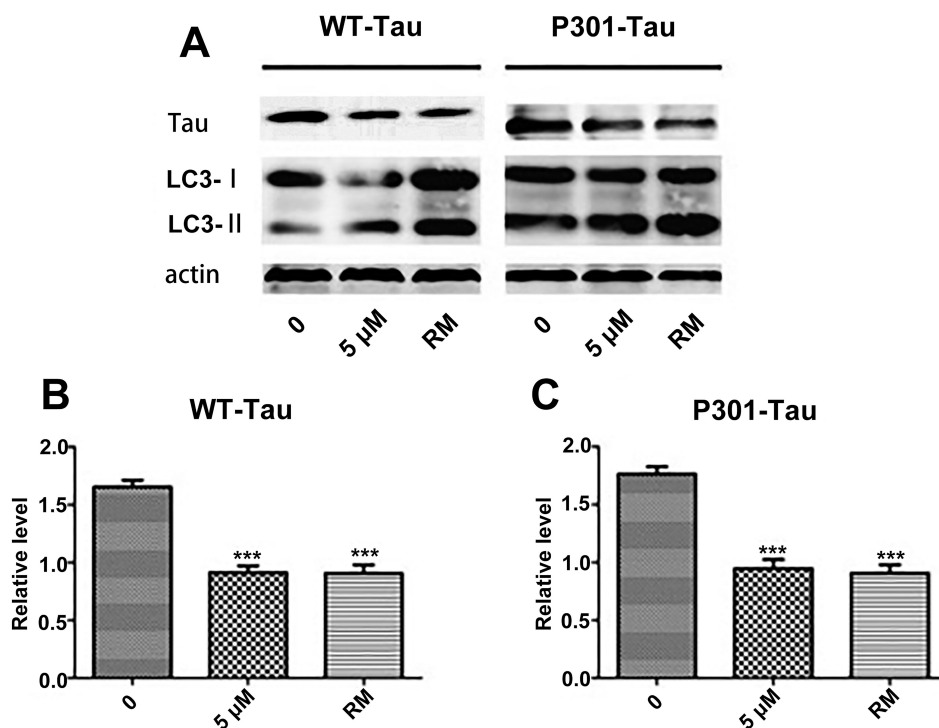 A
WT-Tau
P301-Tau
Tau
LC3- I
LC3- II
actin
0
5 µM
RM
0
5 µM
RM
B
WT-Tau
Relative level
2.0
1.5
1.0
0.5
0.0
***
***
0
5 µM
RM
C
P301-Tau
Relative level
2.0
1.5
1.0
0.5
0.0
***
***
0
5 µM
RM